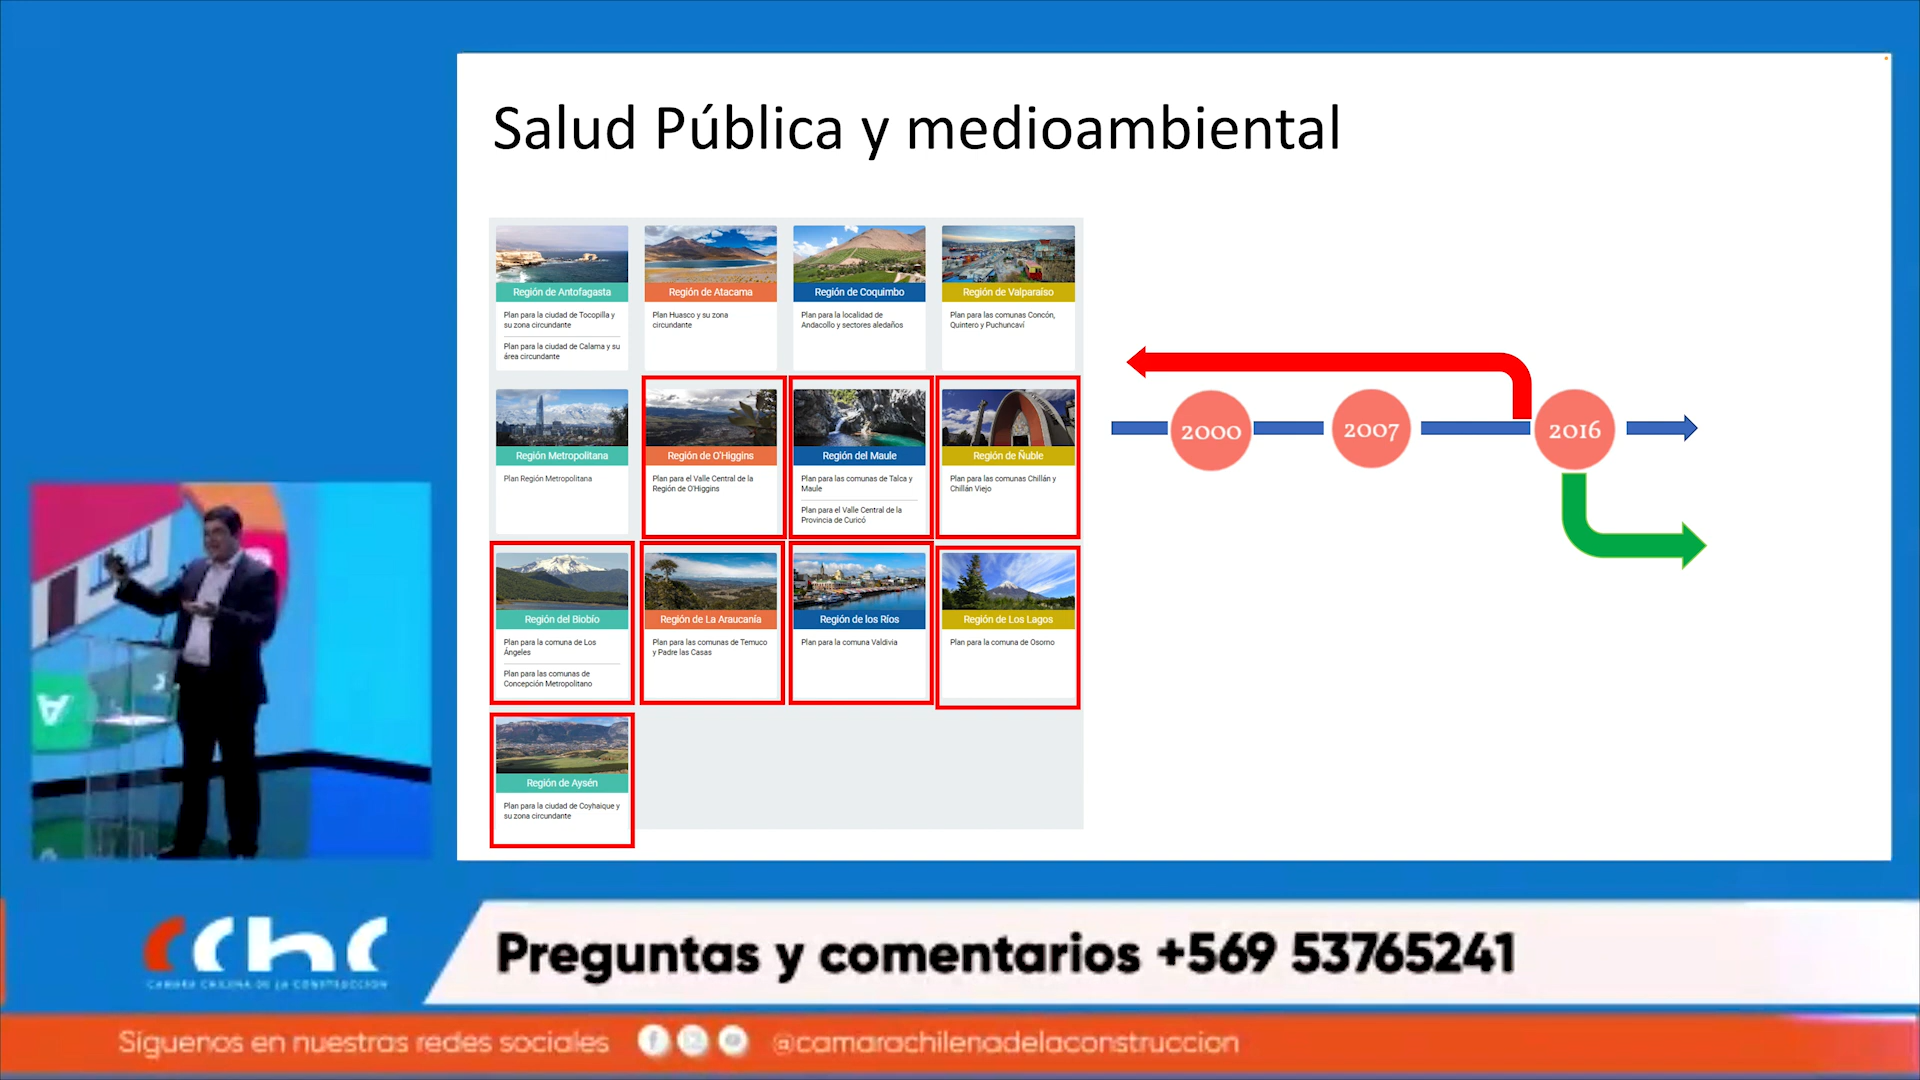 Salud Pública y medioambiental
Región de Antofagasta
Plan para la ciudad de Tocopilla y
su zona circundante
Plan para la ciudad de Calama y su
área circundante
Región de Atacama
Plan Huasco y su zona
circundante
Región de Coquimbo
Plan para la localidad de
Andacollo y sectores aledaños
Región de Valparaíso
Plan para las comunas Concón,
Quintero y Puchuncaví
Región Metropolitana
Plan Región Metropolitana
Región de O'Higgins
Plan para el Valle Central de la
Región de O'Higgins
Región del Maule
Plan para las comunas de Talca y
Maule
Plan para el Valle Central de la
Provincia de Curicó
Región de Ñuble
Plan para las comunas Chillán y
Chillán Viejo
Región del Biobío
Plan para la comuna de Los
Ángeles
Plan para las comunas de
Concepción Metropolitano
Región de La Araucanía
Plan para las comunas de Temuco
y Padre las Casas
Región de los Ríos
Plan para la comuna Valdivia
Región de Los Lagos
Plan para la comuna de Osorno
Región de Aysén
Plan para la ciudad de Coyhaique y
su zona circundante
2000
2007
2016
A
CChC
CAMARA CHILENA DE LA CONSTRUCCION
Preguntas y comentarios +569 53765241
Síguenos en nuestras redes sociales
@camarachilenadelaconstruccion